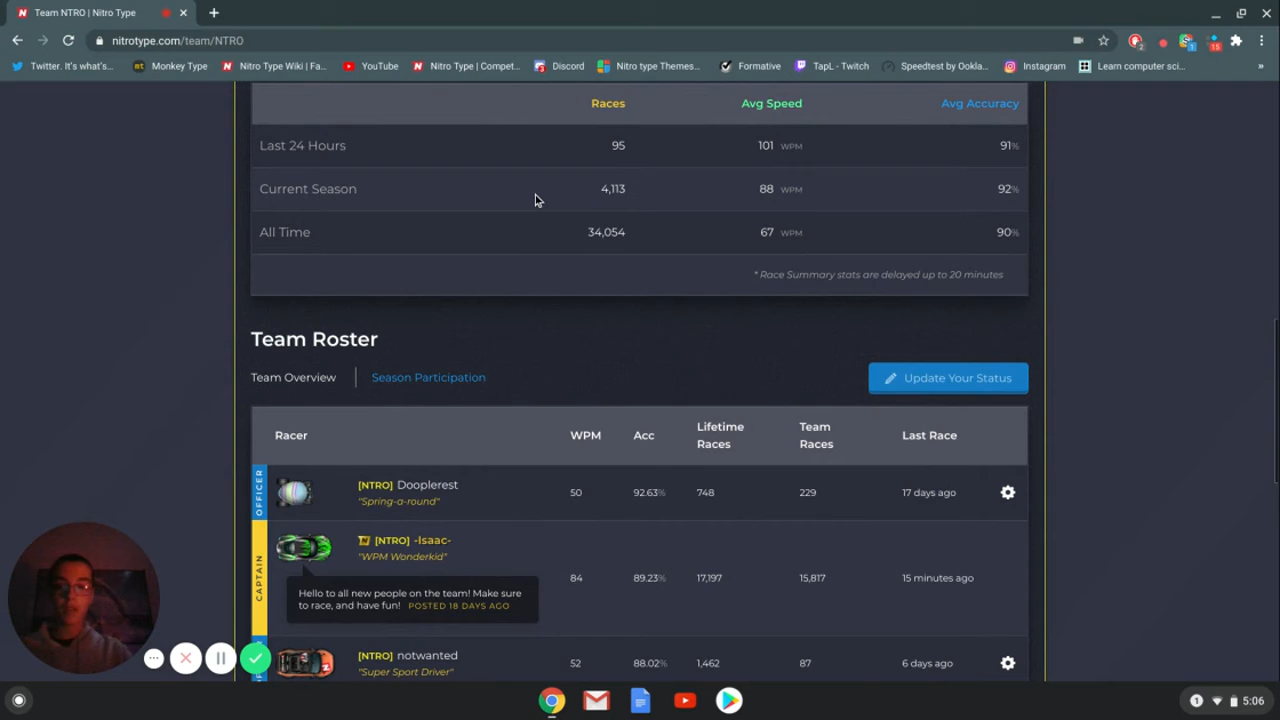 Team NTRO | Nitro Type
nitrotype.com/team/NTRO
2
1
15
Twitter. It's what's...
mt Monkey Type
Nitro Type Wiki | Fa...
YouTube
Nitro Type | Compet...
Discord
Nitro type Themes...
Formative
TapL - Twitch
Speedtest by Ookla...
Instagram
Learn computer sci...
»
Races Avg Speed Avg Accuracy
Last 24 Hours 95 101 WPM 91%
Current Season 4,113 88 WPM 92%
All Time 34,054 67 WPM 90%
* Race Summary stats are delayed up to 20 minutes
Team Roster
Team Overview Season Participation Update Your Status
Racer WPM Acc Lifetime Races Team Races Last Race
OFFICER
[NTRO] Dooplerest
"Spring-a-round"
50 92.63% 748 229 17 days ago
CAPTAIN
[NTRO] -Isaac-
"WPM Wonderkid"
Hello to all new people on the team! Make sure
to race, and have fun! POSTED 18 DAYS AGO
84 89.23% 17,197 15,817 15 minutes ago
[NTRO] notwanted
"Super Sport Driver"
52 88.02% 1,462 87 6 days ago
1 5:06